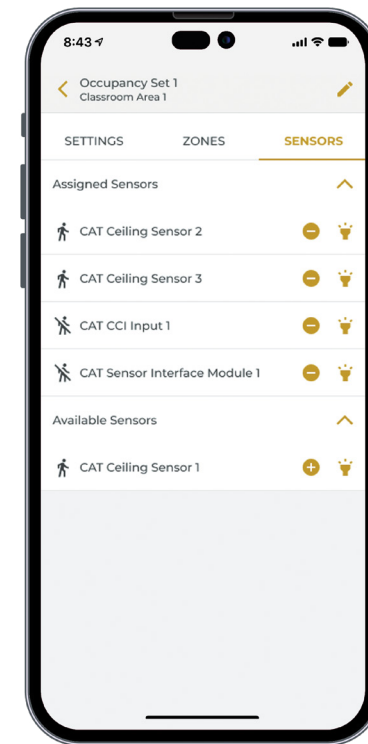 8:43
Occupancy Set 1
Classroom Area 1
SETTINGS ZONES SENSORS
Assigned Sensors
CAT Ceiling Sensor 2
CAT Ceiling Sensor 3
CAT CCI Input 1
CAT Sensor Interface Module 1
Available Sensors
CAT Ceiling Sensor 1